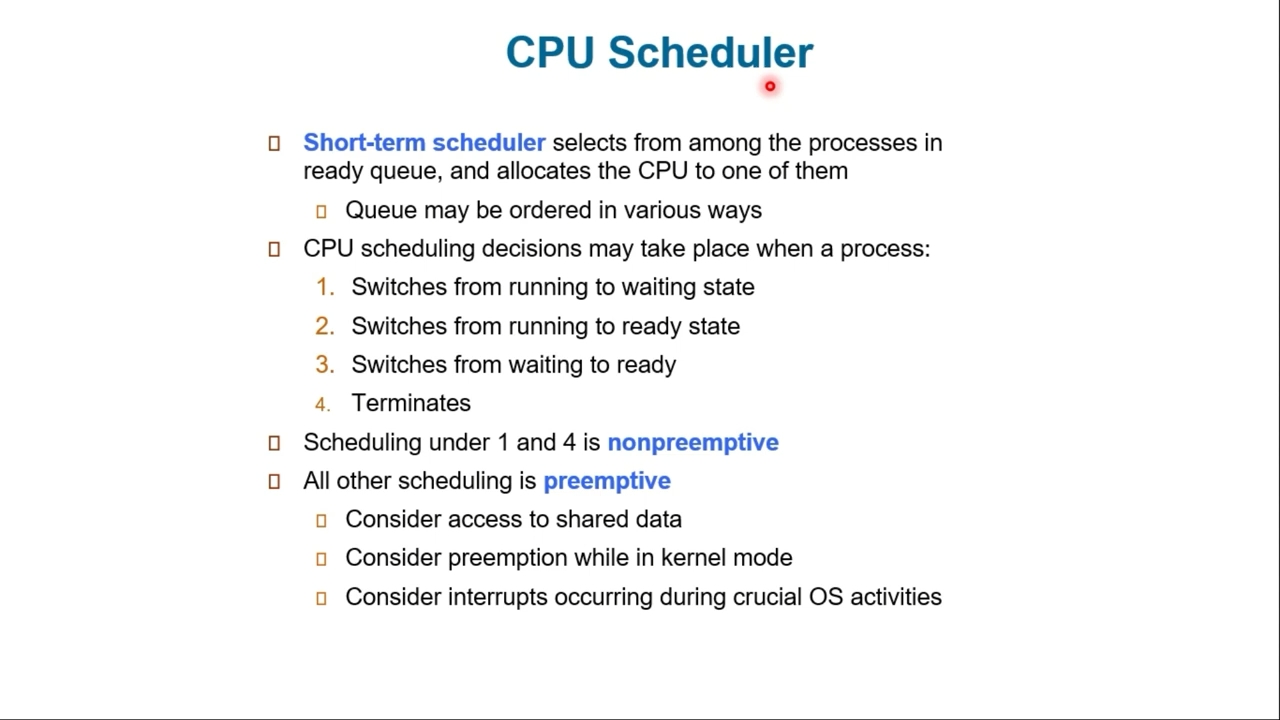 CPU Scheduler
Short-term scheduler selects from among the processes in
ready queue, and allocates the CPU to one of them
Queue may be ordered in various ways
CPU scheduling decisions may take place when a process:
1. Switches from running to waiting state
2. Switches from running to ready state
3. Switches from waiting to ready
4. Terminates
Scheduling under 1 and 4 is nonpreemptive
All other scheduling is preemptive
Consider access to shared data
Consider preemption while in kernel mode
Consider interrupts occurring during crucial OS activities